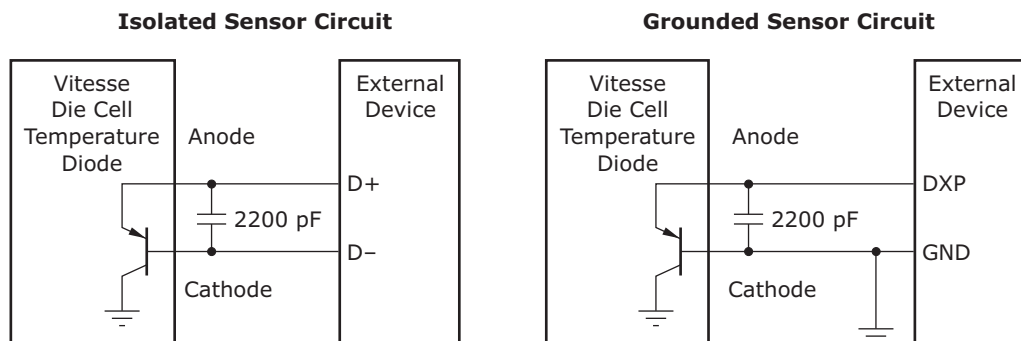 Isolated Sensor Circuit
Vitesse
Die Cell
Temperature
Diode
Anode
External
Device
D+
2200 pF
D–
Cathode
Grounded Sensor Circuit
Vitesse
Die Cell
Temperature
Diode
Anode
External
Device
DXP
2200 pF
GND
Cathode